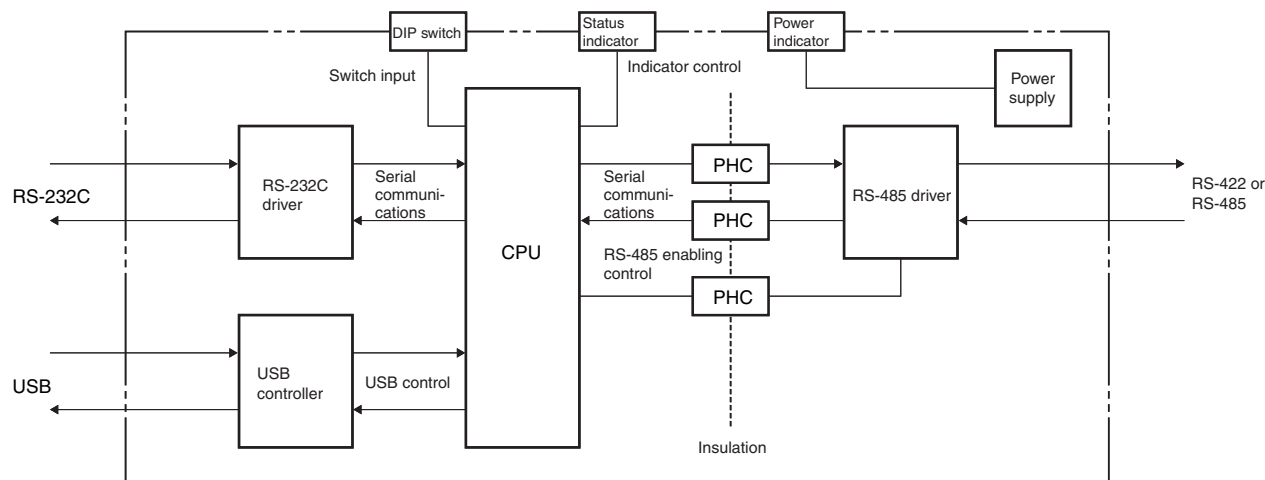 DIP switch
Status
indicator
Power
indicator
Switch input
Indicator control
Power
supply
RS-232C
RS-232C
driver
Serial
communi-
cations
CPU
Serial
communi-
cations
PHC
PHC
RS-485 enabling
control
PHC
RS-485 driver
RS-422 or
RS-485
USB
USB
controller
USB control
Insulation